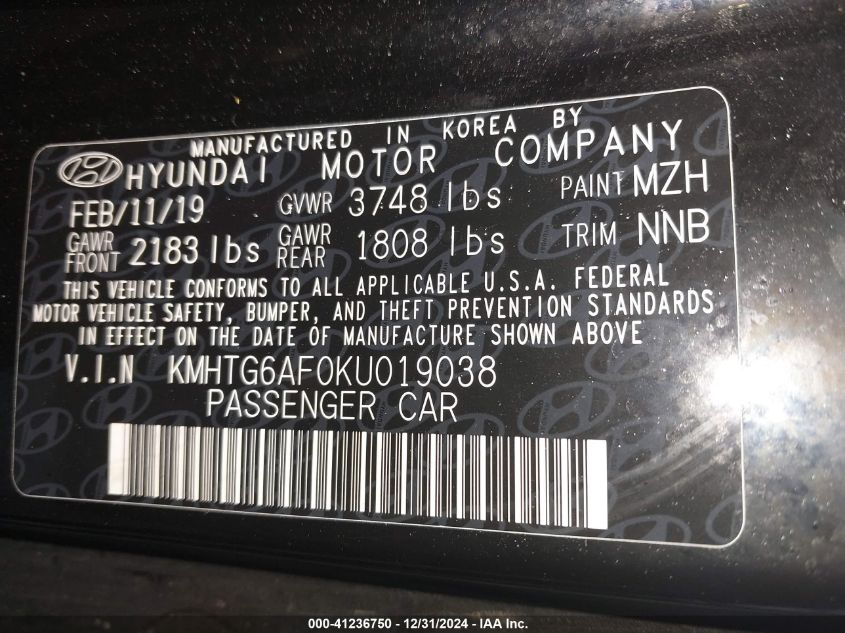 MANUFACTURED IN KOREA BY
HYUNDAI MOTOR COMPANY
FEB/11/19 GVWR 3748 lbs PAINT MZH
GAWR FRONT 2183 lbs GAWR REAR 1808 lbs TRIM NNB
THIS VEHICLE CONFORMS TO ALL APPLICABLE U.S.A. FEDERAL
MOTOR VEHICLE SAFETY, BUMPER, AND THEFT PREVENTION STANDARDS
IN EFFECT ON THE DATE OF MANUFACTURE SHOWN ABOVE
V.I.N KMHTG6AF0KU019038
PASSENGER CAR
000-41236750 - 12/31/2024 - IAA Inc.